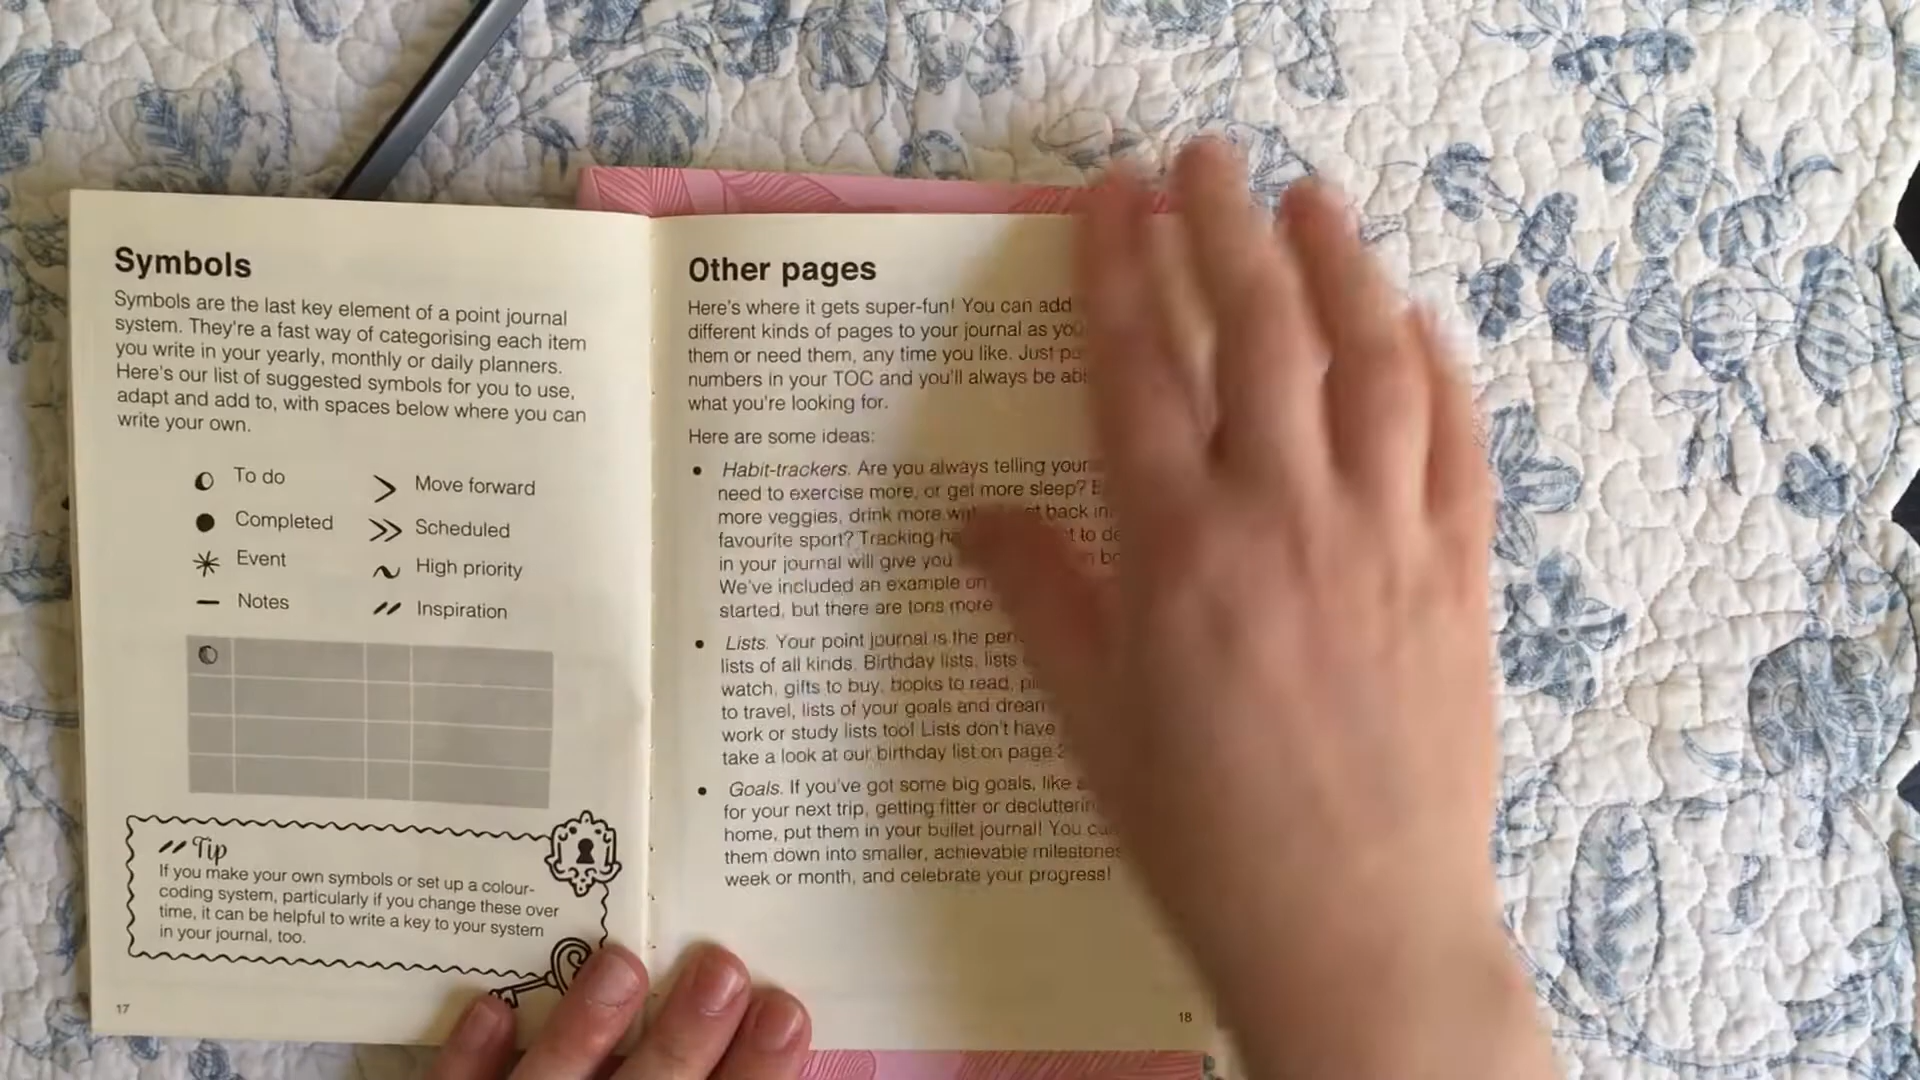 Symbols
Symbols are the last key element of a point journal
system. They're a fast way of categorising each item
you write in your yearly, monthly or daily planners.
Here's our list of suggested symbols for you to use,
adapt and add to, with spaces below where you can
write your own.
To do
Move forward
Completed
Scheduled
Event
High priority
Notes
Inspiration
Tip
If you make your own symbols or set up a colour-
coding system, particularly if you change these over
time, it can be helpful to write a key to your system
in your journal, too.
17
Other pages
Here's where it gets super-fun! You can add
different kinds of pages to your journal as you
them or need them, any time you like. Just
numbers in your TOC and you'll always be
what you're looking for.
Here are some ideas:
• Habit-trackers. Are you always telling
need to exercise more, or get more sleep?
more veggies, drink more back in
favourite sport? Tracking to
in your journal will give you
We've included an example on
started, but there are tons more
• Lists. Your point journal is the
lists of all kinds. Birthday lists, lists
watch, gifts to buy, books to read,
to travel, lists of your goals and
work or study lists too! Lists don't have
take a look at our birthday list on page
• Goals. If you've got some big goals, like
for your next trip, getting fitter or
home, put them in your bullet journal! You
them down into smaller, achievable milestones
week or month, and celebrate your progress!
18